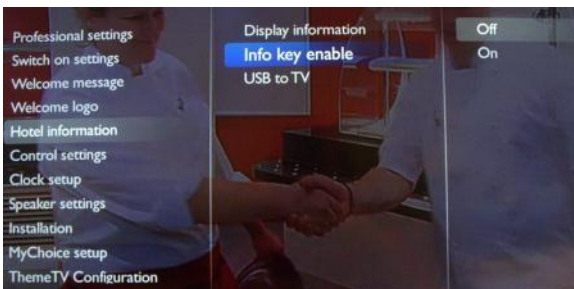 Professional settings
Switch on settings
Welcome message
Welcome logo
Hotel information
Control settings
Clock setup
Speaker settings
Installation
MyChoice setup
ThemeTV Configuration
Display information
Info key enable
USB to TV
Off
On